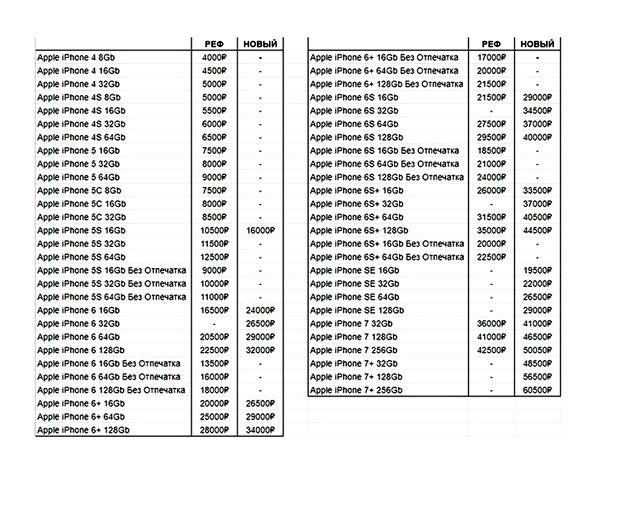 РЕФ НОВЫЙ
Apple iPhone 4 8Gb 4000₽ -
Apple iPhone 4 16Gb 4500₽ -
Apple iPhone 4 32Gb 5000₽ -
Apple iPhone 4S 8Gb 5000₽ -
Apple iPhone 4S 16Gb 5500₽ -
Apple iPhone 4S 32Gb 6000₽ -
Apple iPhone 4S 64Gb 6500₽ -
Apple iPhone 5 16Gb 7500₽ -
Apple iPhone 5 32Gb 8000₽ -
Apple iPhone 5 64Gb 9000₽ -
Apple iPhone 5C 8Gb 7500₽ -
Apple iPhone 5C 16Gb 8000₽ -
Apple iPhone 5C 32Gb 8500₽ -
Apple iPhone 5S 16Gb 10500₽ 16000₽
Apple iPhone 5S 32Gb 11500₽ -
Apple iPhone 5S 64Gb 12500₽ -
Apple iPhone 5S 16Gb Без Отпечатка 9000₽ -
Apple iPhone 5S 32Gb Без Отпечатка 10000₽ -
Apple iPhone 5S 64Gb Без Отпечатка 11000₽ -
Apple iPhone 6 16Gb 16500₽ 24000₽
Apple iPhone 6 32Gb - 26500₽
Apple iPhone 6 64Gb 20500₽ 29000₽
Apple iPhone 6 128Gb 22500₽ 32000₽
Apple iPhone 6 16Gb Без Отпечатка 13500₽ -
Apple iPhone 6 64Gb Без Отпечатка 16000₽ -
Apple iPhone 6 128Gb Без Отпечатка 18000₽ -
Apple iPhone 6+ 16Gb 20000₽ 26500₽
Apple iPhone 6+ 64Gb 25000₽ 29000₽
Apple iPhone 6+ 128Gb 28000₽ 34000₽
РЕФ НОВЫЙ
Apple iPhone 6+ 16Gb Без Отпечатка 17000₽ -
Apple iPhone 6+ 64Gb Без Отпечатка 20000₽ -
Apple iPhone 6+ 128Gb Без Отпечатка 21500₽ -
Apple iPhone 6S 16Gb 21500₽ 29000₽
Apple iPhone 6S 32Gb - 34500₽
Apple iPhone 6S 64Gb 27500₽ 37000₽
Apple iPhone 6S 128Gb 29500₽ 40000₽
Apple iPhone 6S 16Gb Без Отпечатка 18500₽ -
Apple iPhone 6S 64Gb Без Отпечатка 21000₽ -
Apple iPhone 6S 128Gb Без Отпечатка 24000₽ -
Apple iPhone 6S+ 16Gb 26000₽ 33500₽
Apple iPhone 6S+ 32Gb - 37000₽
Apple iPhone 6S+ 64Gb 31500₽ 40500₽
Apple iPhone 6S+ 128Gb 35000₽ 44500₽
Apple iPhone 6S+ 16Gb Без Отпечатка 20000₽ -
Apple iPhone 6S+ 64Gb Без Отпечатка 22500₽ -
Apple iPhone SE 16Gb - 19500₽
Apple iPhone SE 32Gb - 22000₽
Apple iPhone SE 64Gb - 26500₽
Apple iPhone SE 128Gb - 29000₽
Apple iPhone 7 32Gb 36000₽ 41000₽
Apple iPhone 7 128Gb 41000₽ 46500₽
Apple iPhone 7 256Gb 42500₽ 50050₽
Apple iPhone 7+ 32Gb - 48500₽
Apple iPhone 7+ 128Gb - 56500₽
Apple iPhone 7+ 256Gb - 60500₽